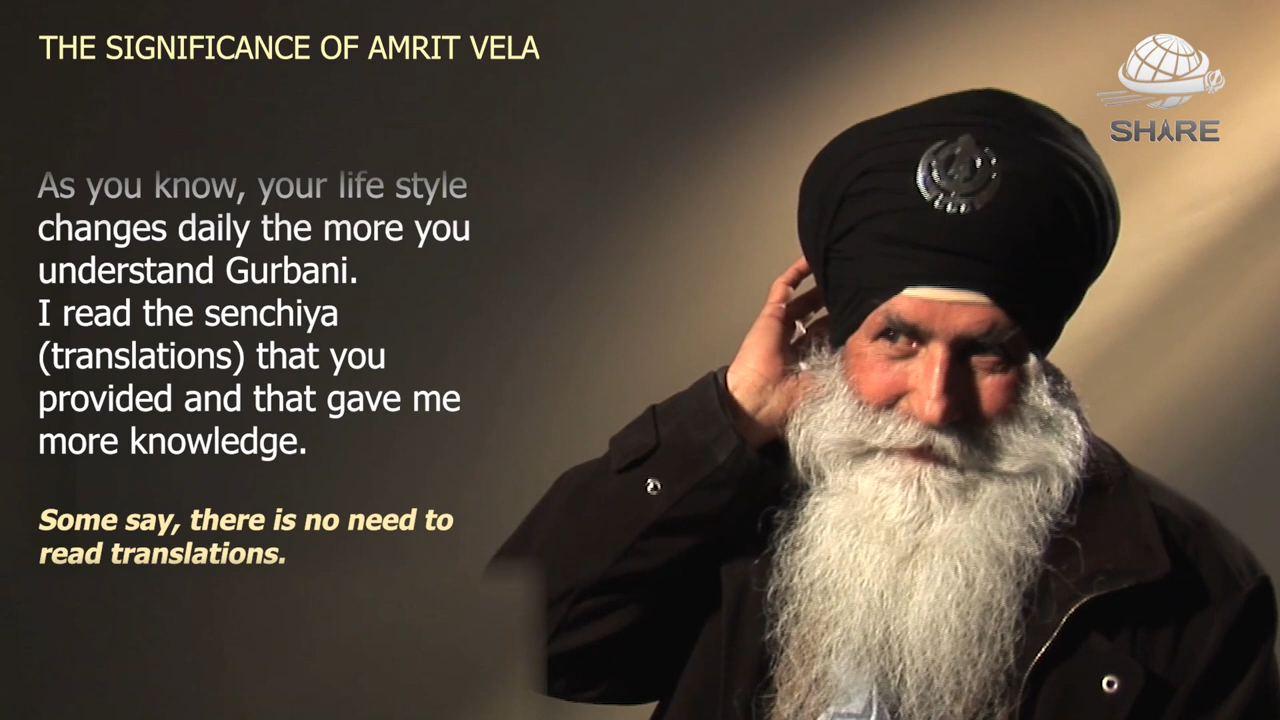 THE SIGNIFICANCE OF AMRIT VELA
SHARE
As you know, your life style
changes daily the more you
understand Gurbani.
I read the senchiya
(translations) that you
provided and that gave me
more knowledge.
Some say, there is no need to
read translations.